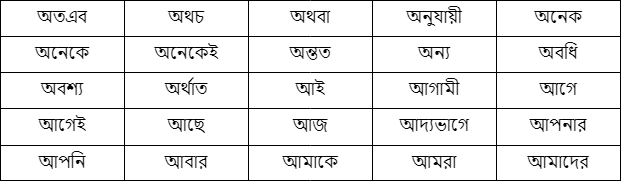 অতএব অথচ অথবা অনুযায়ী অনেক
অনেকে অনেকেই অন্তত অন্য অবধি
অবশ্য অর্থাত আই আগামী আগে
আগেই আছে আজ আদ্যভাগে আপনার
আপনি আবার আমাকে আমরা আমাদের